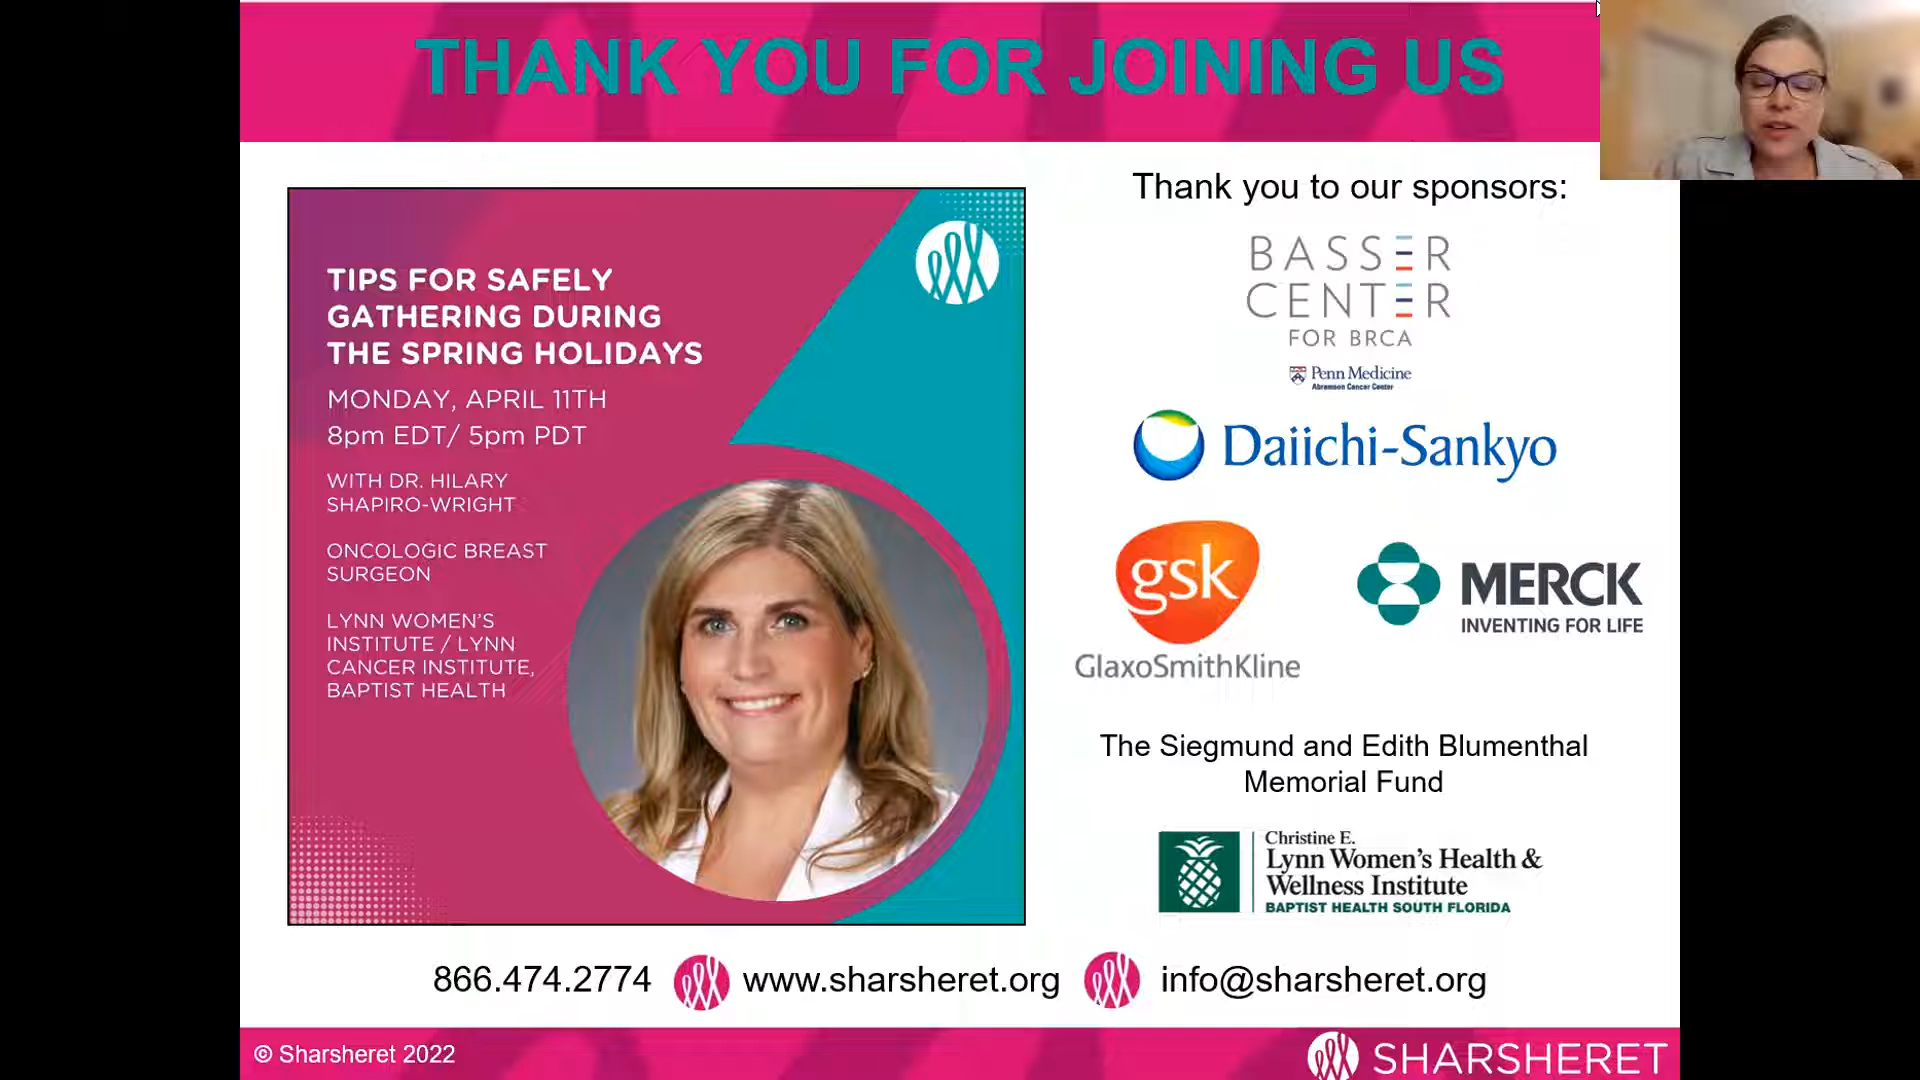 THANK YOU FOR JOINING US
TIPS FOR SAFELY
GATHERING DURING
THE SPRING HOLIDAYS
MONDAY, APRIL 11TH
8pm EDT/ 5pm PDT
WITH DR. HILARY
SHAPIRO-WRIGHT
ONCOLOGIC BREAST
SURGEON
LYNN WOMEN'S
INSTITUTE / LYNN
CANCER INSTITUTE,
BAPTIST HEALTH
Thank you to our sponsors:
BASSER
CENTER
FOR BRCA
Penn Medicine
Abramson Cancer Center
Daiichi-Sankyo
gsk
GlaxoSmithKline
MERCK
INVENTING FOR LIFE
The Siegmund and Edith Blumenthal
Memorial Fund
Christine E.
Lynn Women's Health &
Wellness Institute
BAPTIST HEALTH SOUTH FLORIDA
866.474.2774 www.sharsheret.org info@sharsheret.org
© Sharsheret 2022
SHARSHERET